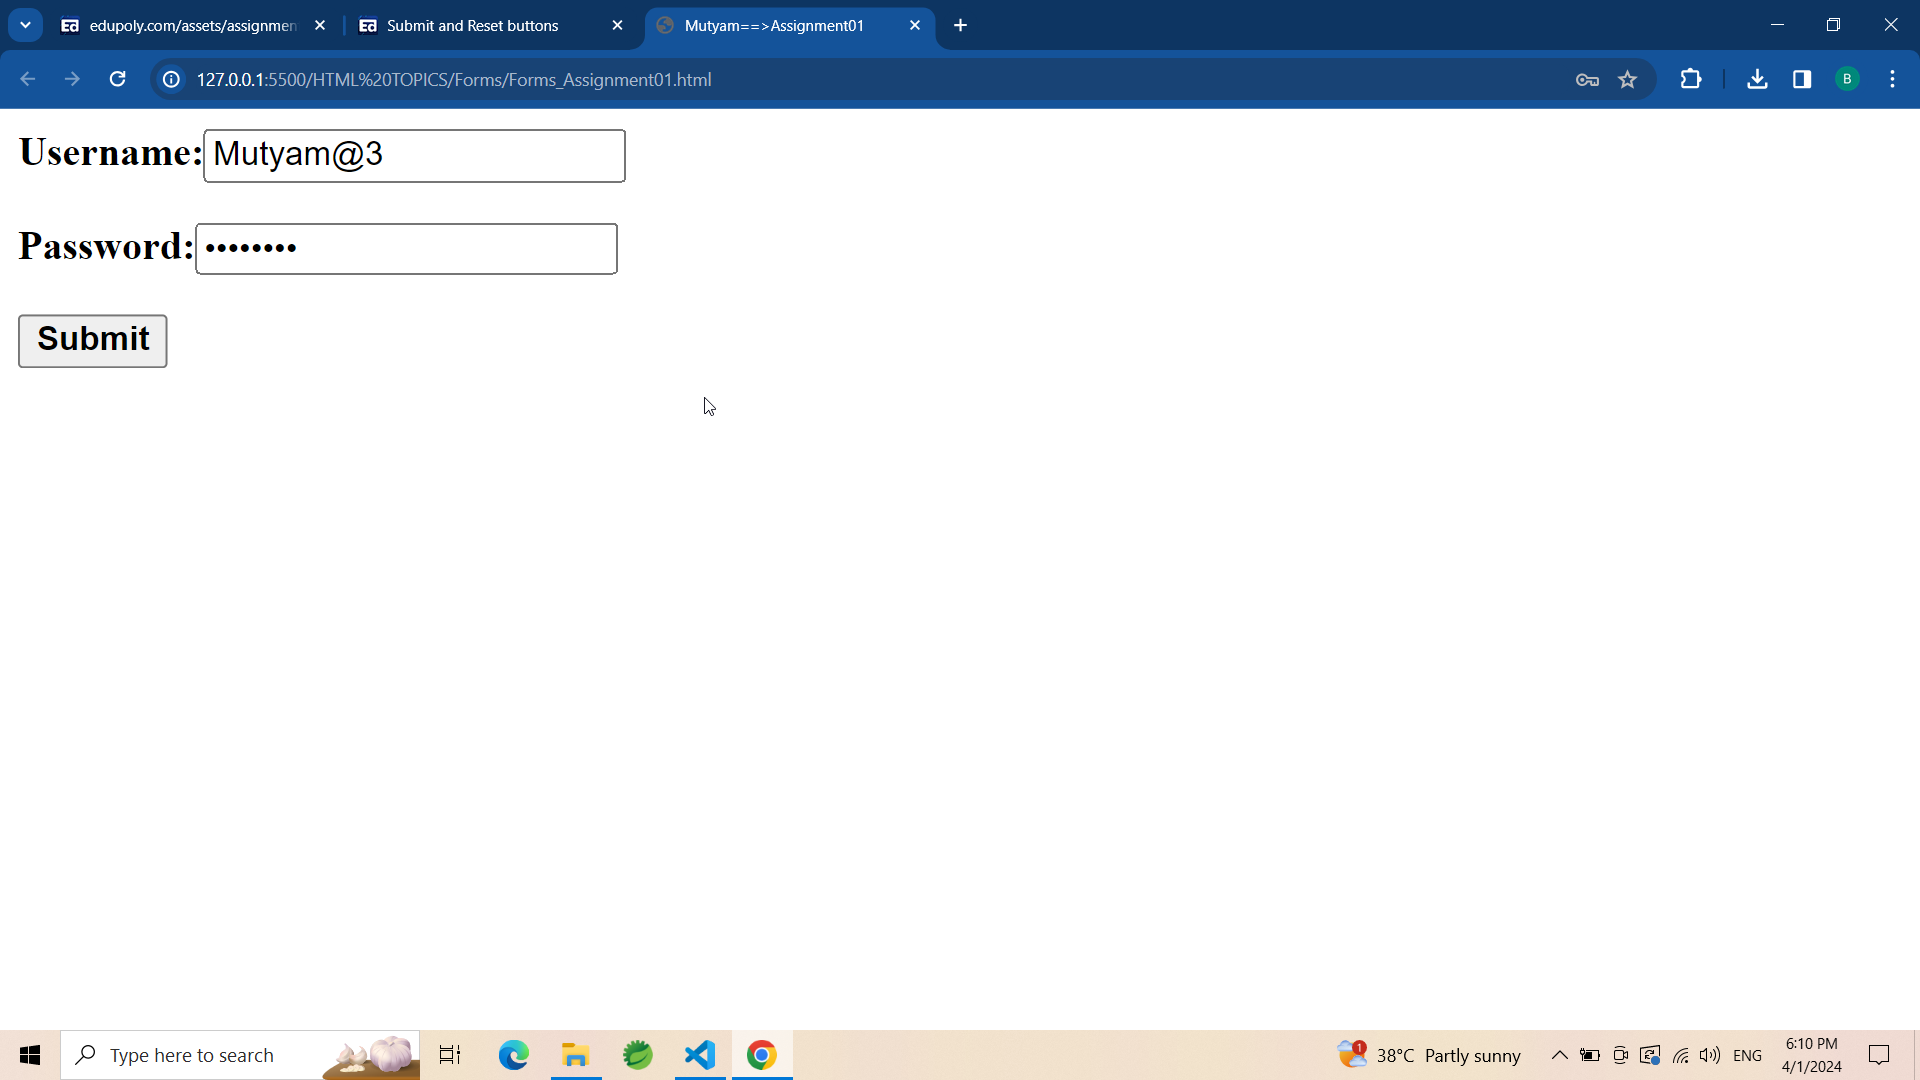 edupoly.com/assets/assignmen
Submit and Reset buttons
Mutyam==>Assignment01
127.0.0.1:5500/HTML%20TOPICS/Forms/Forms_Assignment01.html
B
Username: Mutyam@3
Password: ••••••••
Submit
Type here to search
1
38°C Partly sunny
ENG
6:10 PM
4/1/2024